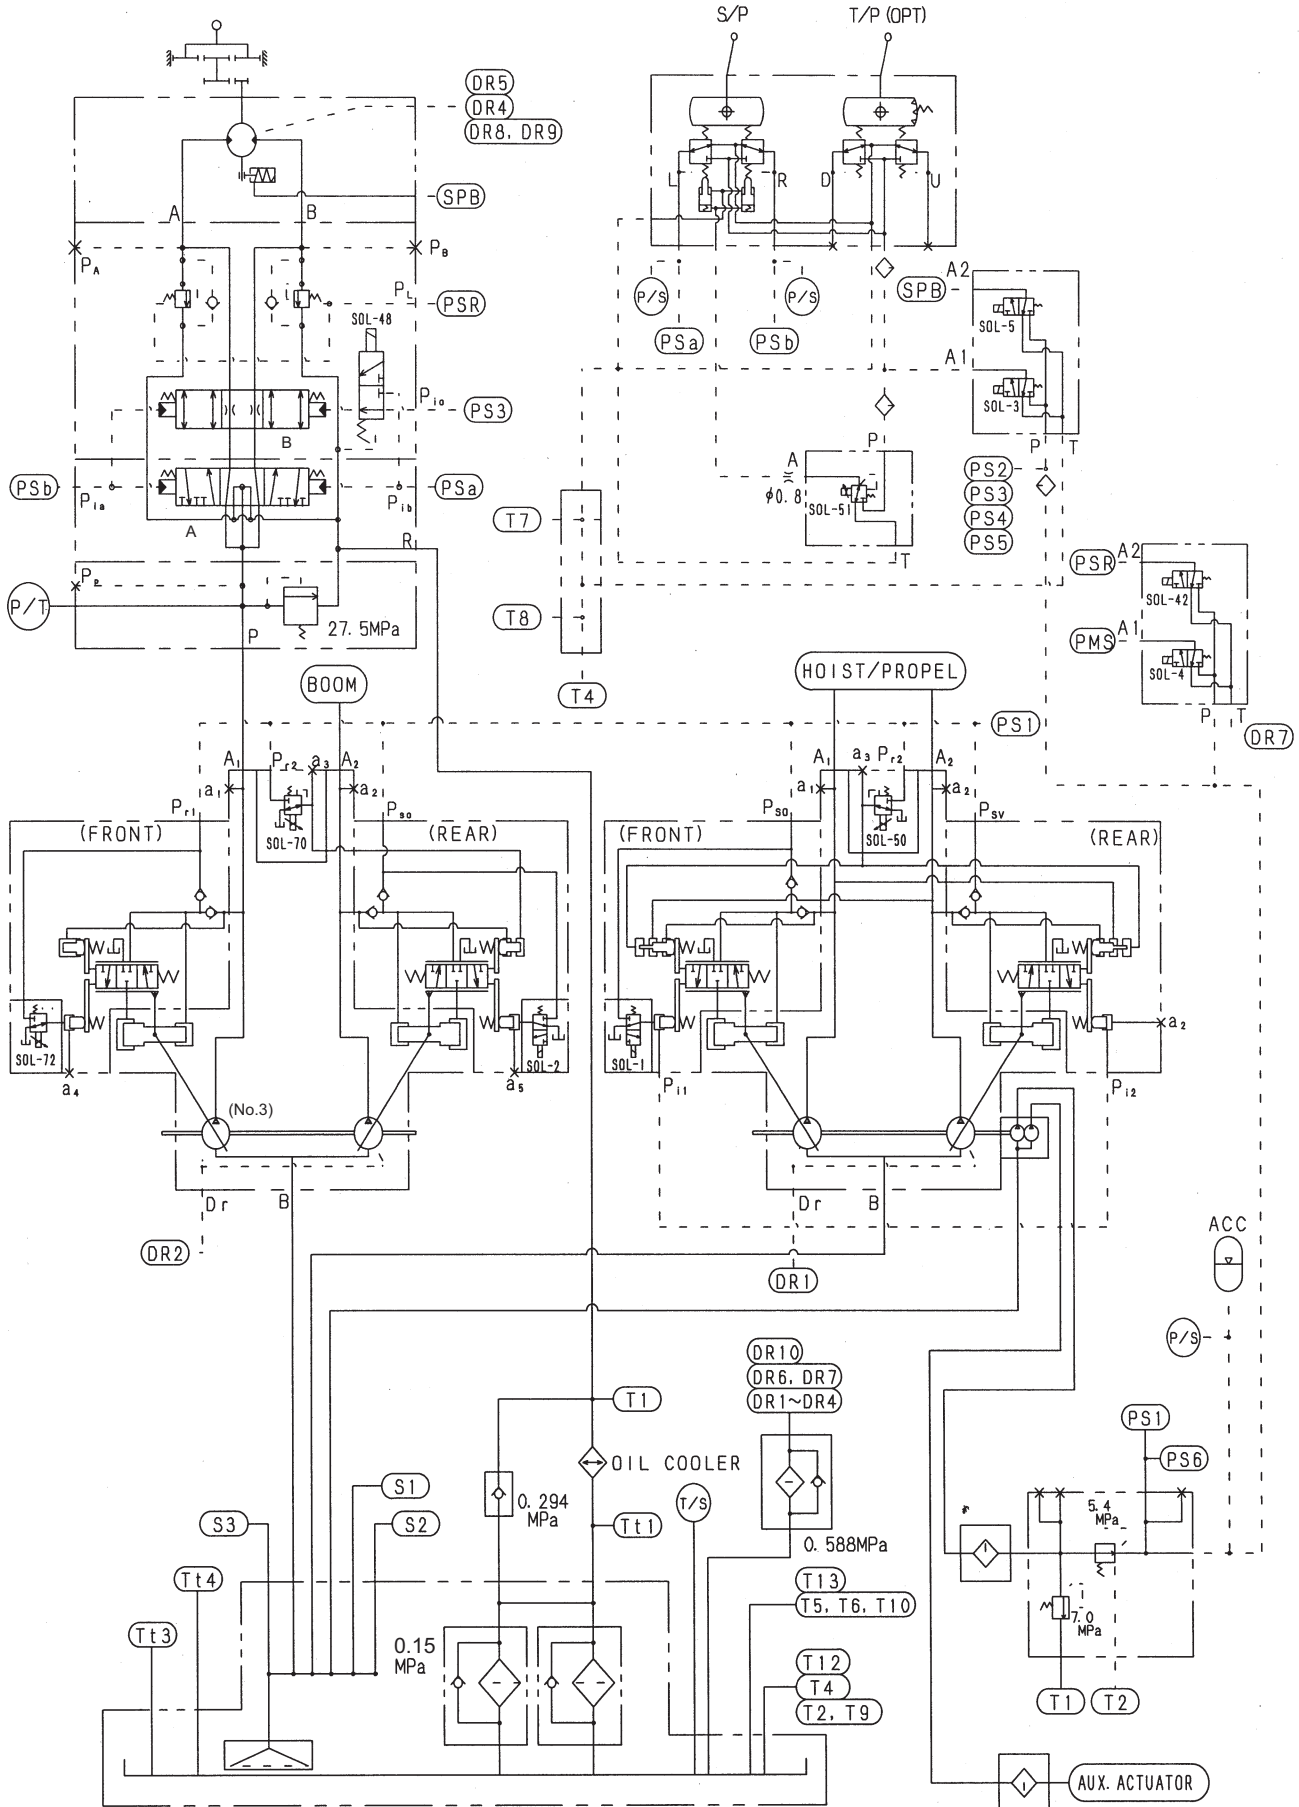 S/P
T/P (OPT)
DR5
DR4
DR8. DR9
SPB
L
R
D
U
A
B
PA
PB
PL
PSR
SOL-48
P/S
P/S
PSa
PSb
SPB
A2
SOL-5
A1
SOL-3
P
T
Pio
PS3
B
PSb
Pia
Pib
PSa
A
R
P
A
φ0.8
SOL-51
T
PS2
PS3
PS4
PS5
T7
T8
T4
PSR
A2
SOL-42
PMS
A1
SOL-4
P
T
DR7
Pp
P/T
27. 5MPa
P
BOOM
HOIST/PROPEL
PS1
A1
Pr2
a3
A2
a1
a2
Pr1
Psa
(FRONT)
SOL-70
(REAR)
A1
a3
Pr2
A2
a1
a2
Psa
Psv
(FRONT)
SOL-50
(REAR)
SOL-72
a4
SOL-2
a5
SOL-1
Pi1
a2
Pi2
(No.3)
Dr
B
Dr
B
DR2
DR1
ACC
P/S
DR10
DR6. DR7
DR1~DR4
T1
OIL COOLER
PS1
PS6
S1
0. 294
MPa
T/S
S3
S2
Tt1
0. 588MPa
*
5. 4
MPa
Tt4
T13
T5, T6, T10
7. 0
MPa
Tt3
0.15
MPa
T12
T4
T2, T9
T1
T2
AUX. ACTUATOR